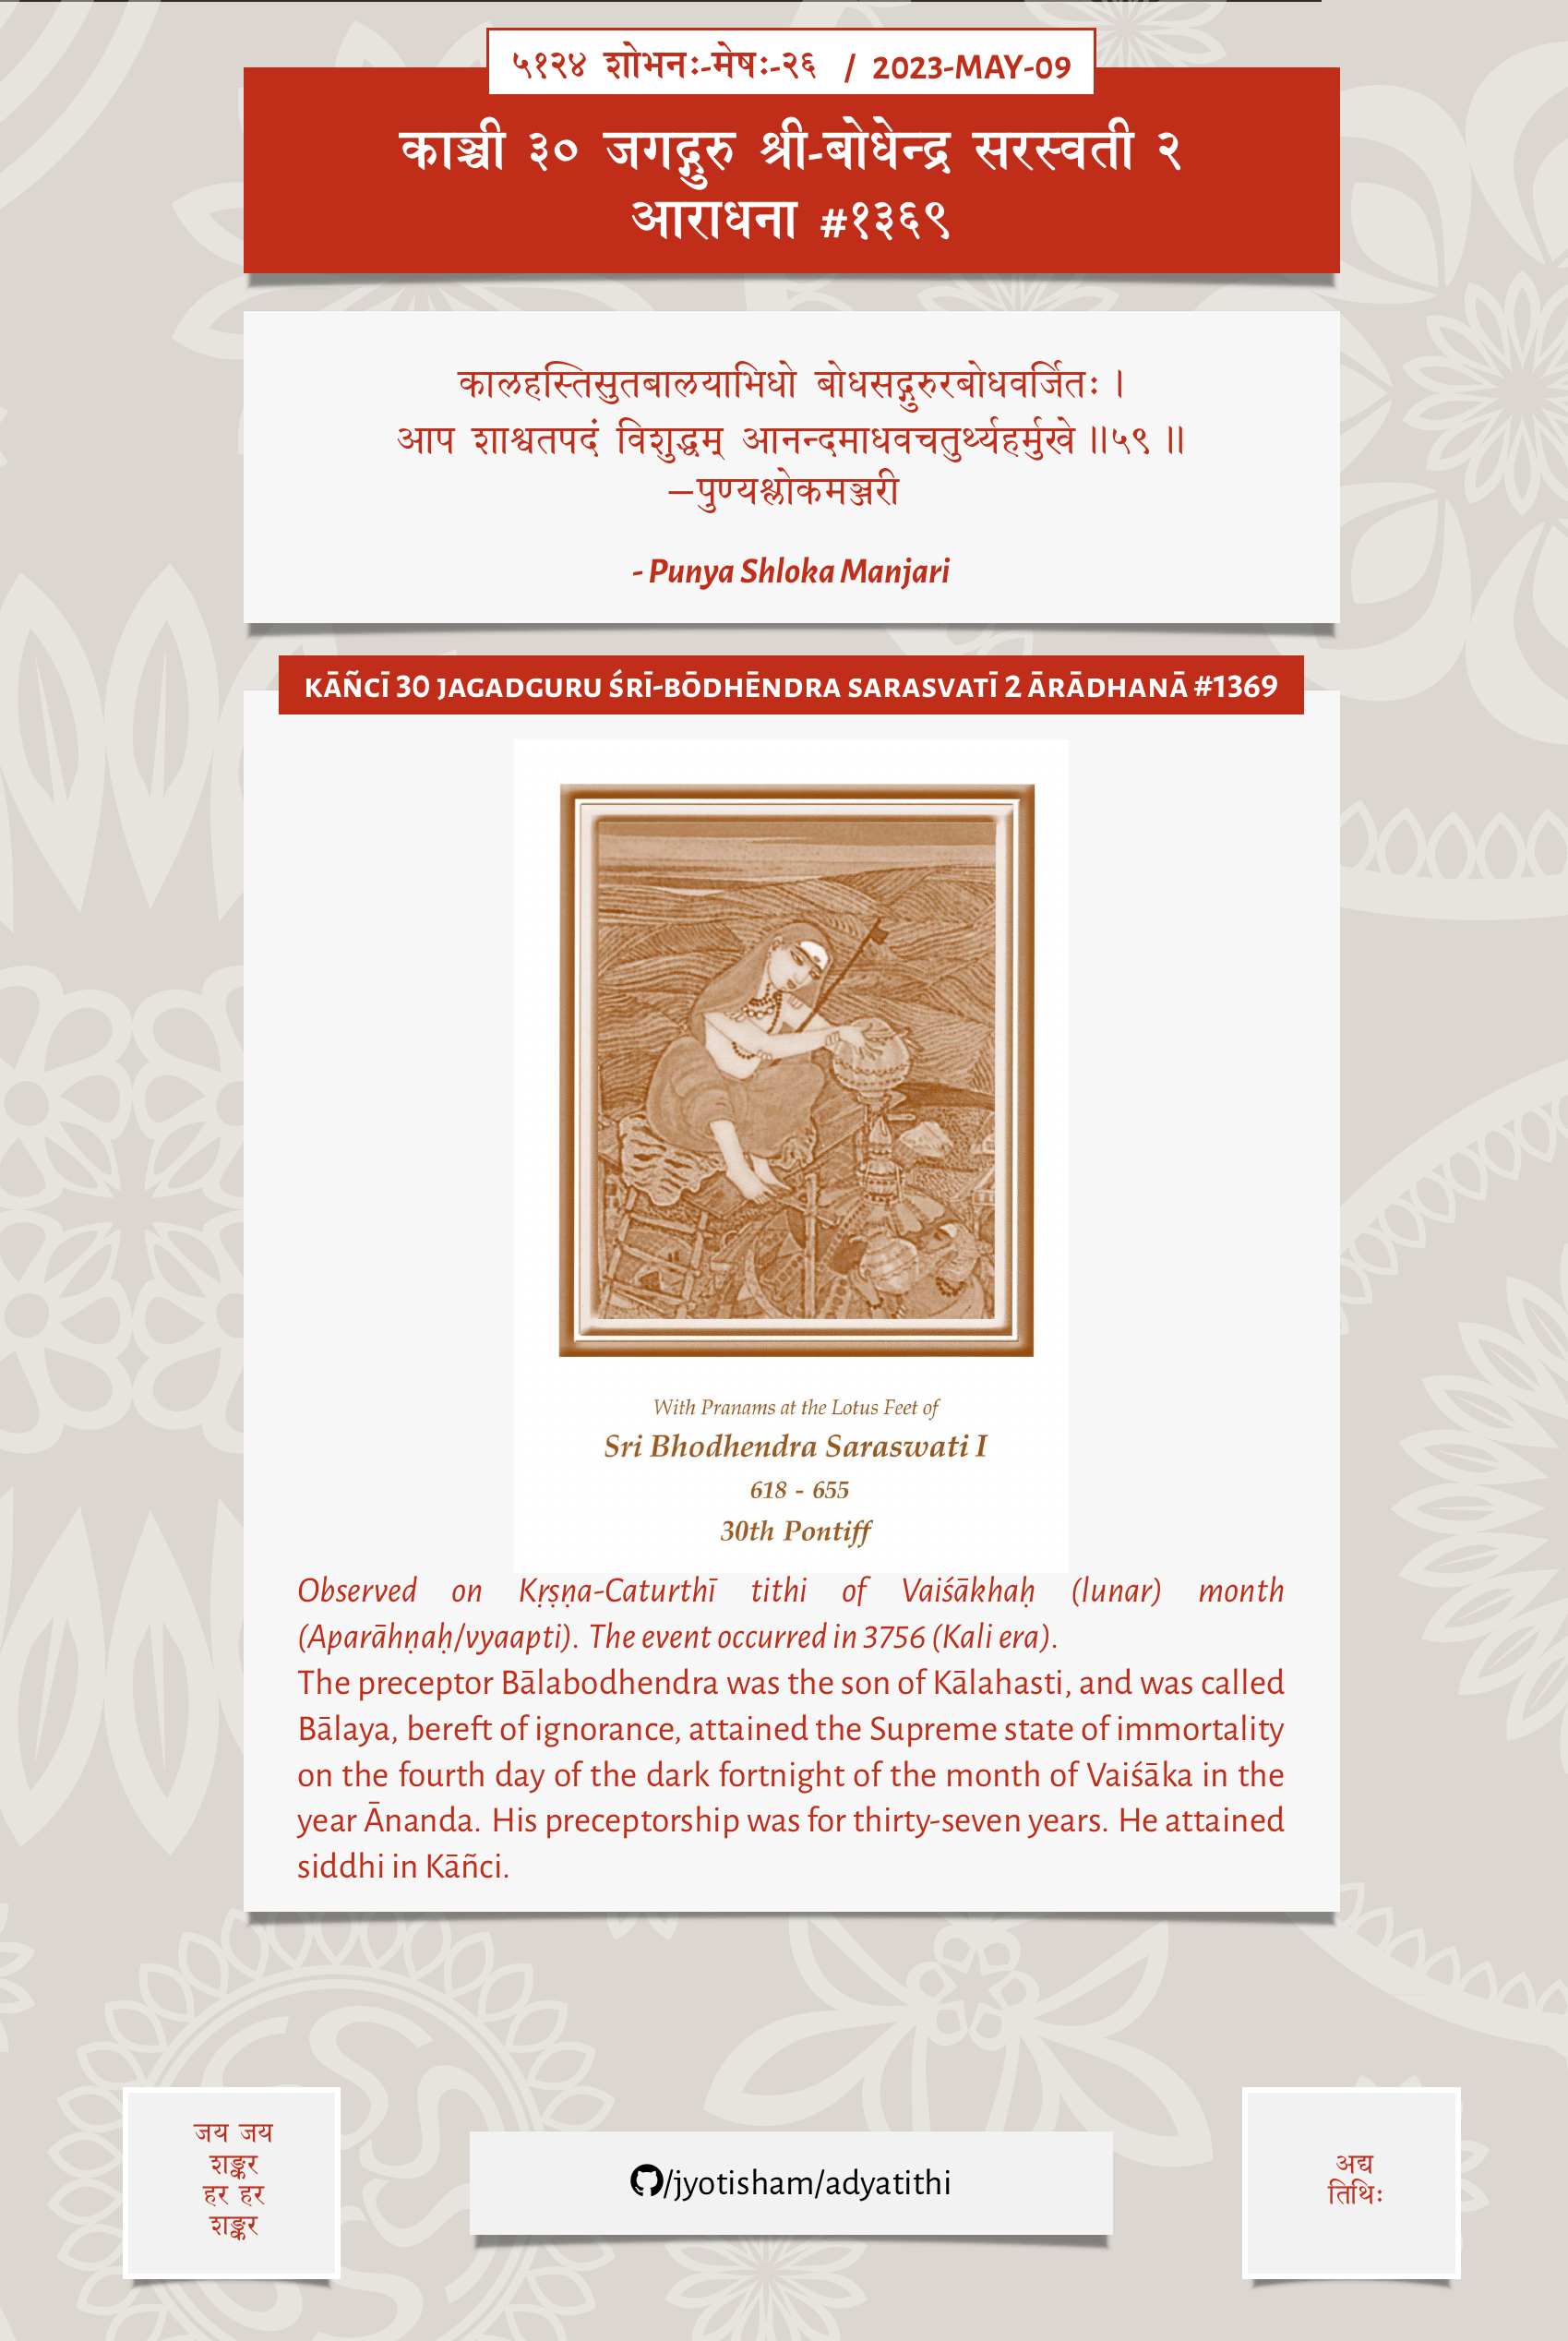 ५१२४ शोभनः-मेषः-२६ / 2023-MAY-09
काञ्ची ३० जगद्गुरु श्री-बोधेन्द्र सरस्वती २
आराधना #१३६९
कालहस्तिसुतबालयाभिधो बोधसद्गुरुरबोधवर्जितः ।
आप शाश्वतपदं विशुद्धम् आनन्दमाधवचतुर्थ्यहर्मुखे ॥५९ ॥
—पुण्यश्लोकमञ्जरी
- Punya Shloka Manjari
KĀÑCĪ 30 JAGADGURU ŚRĪ-BŌDHĒNDRA SARASVATĪ 2 ĀRĀDHANĀ #1369
With Pranams at the Lotus Feet of
Sri Bhodhendra Saraswati I
618 - 655
30th Pontiff
Observed on Kṛṣṇa-Caturthī tithi of Vaiśākhaḥ (lunar) month
(Aparāhṇaḥ/vyaapti). The event occurred in 3756 (Kali era).
The preceptor Bālabodhendra was the son of Kālahasti, and was called
Bālaya, bereft of ignorance, attained the Supreme state of immortality
on the fourth day of the dark fortnight of the month of Vaiśāka in the
year Ānanda. His preceptorship was for thirty-seven years. He attained
siddhi in Kāñci.
जय जय
शङ्कर
हर हर
शङ्कर
/jyotisham/adyatithi
अद्य
तिथिः